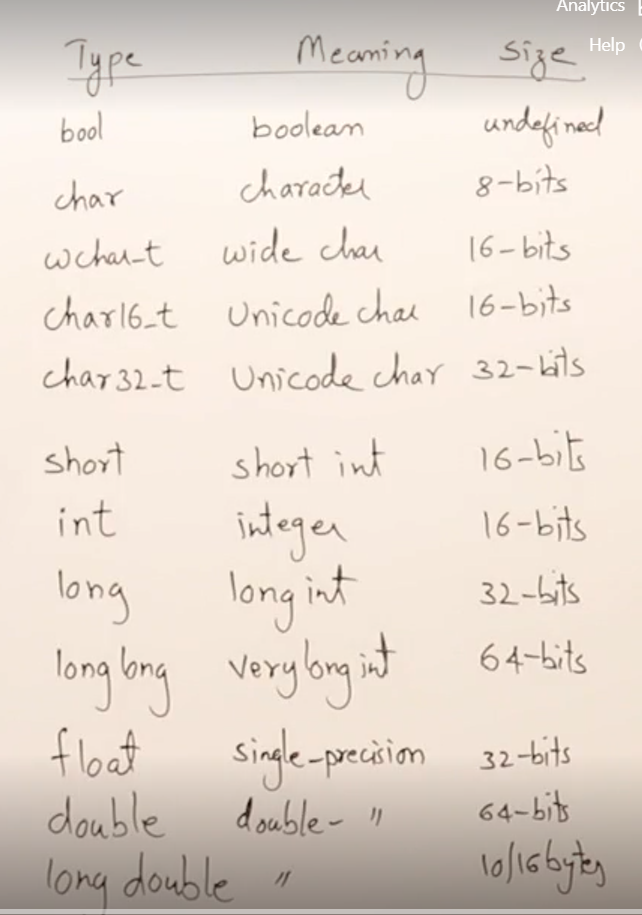 Analytics
Help
Type Meaning Size
bool boolean undefined
char character 8-bits
wchar_t wide char 16-bits
char16_t Unicode char 16-bits
char32_t Unicode char 32-bits
short short int 16-bits
int integer 16-bits
long long int 32-bits
long long very long int 64-bits
float single-precision 32-bits
double double- " 64-bits
long double " 10/16 bytes